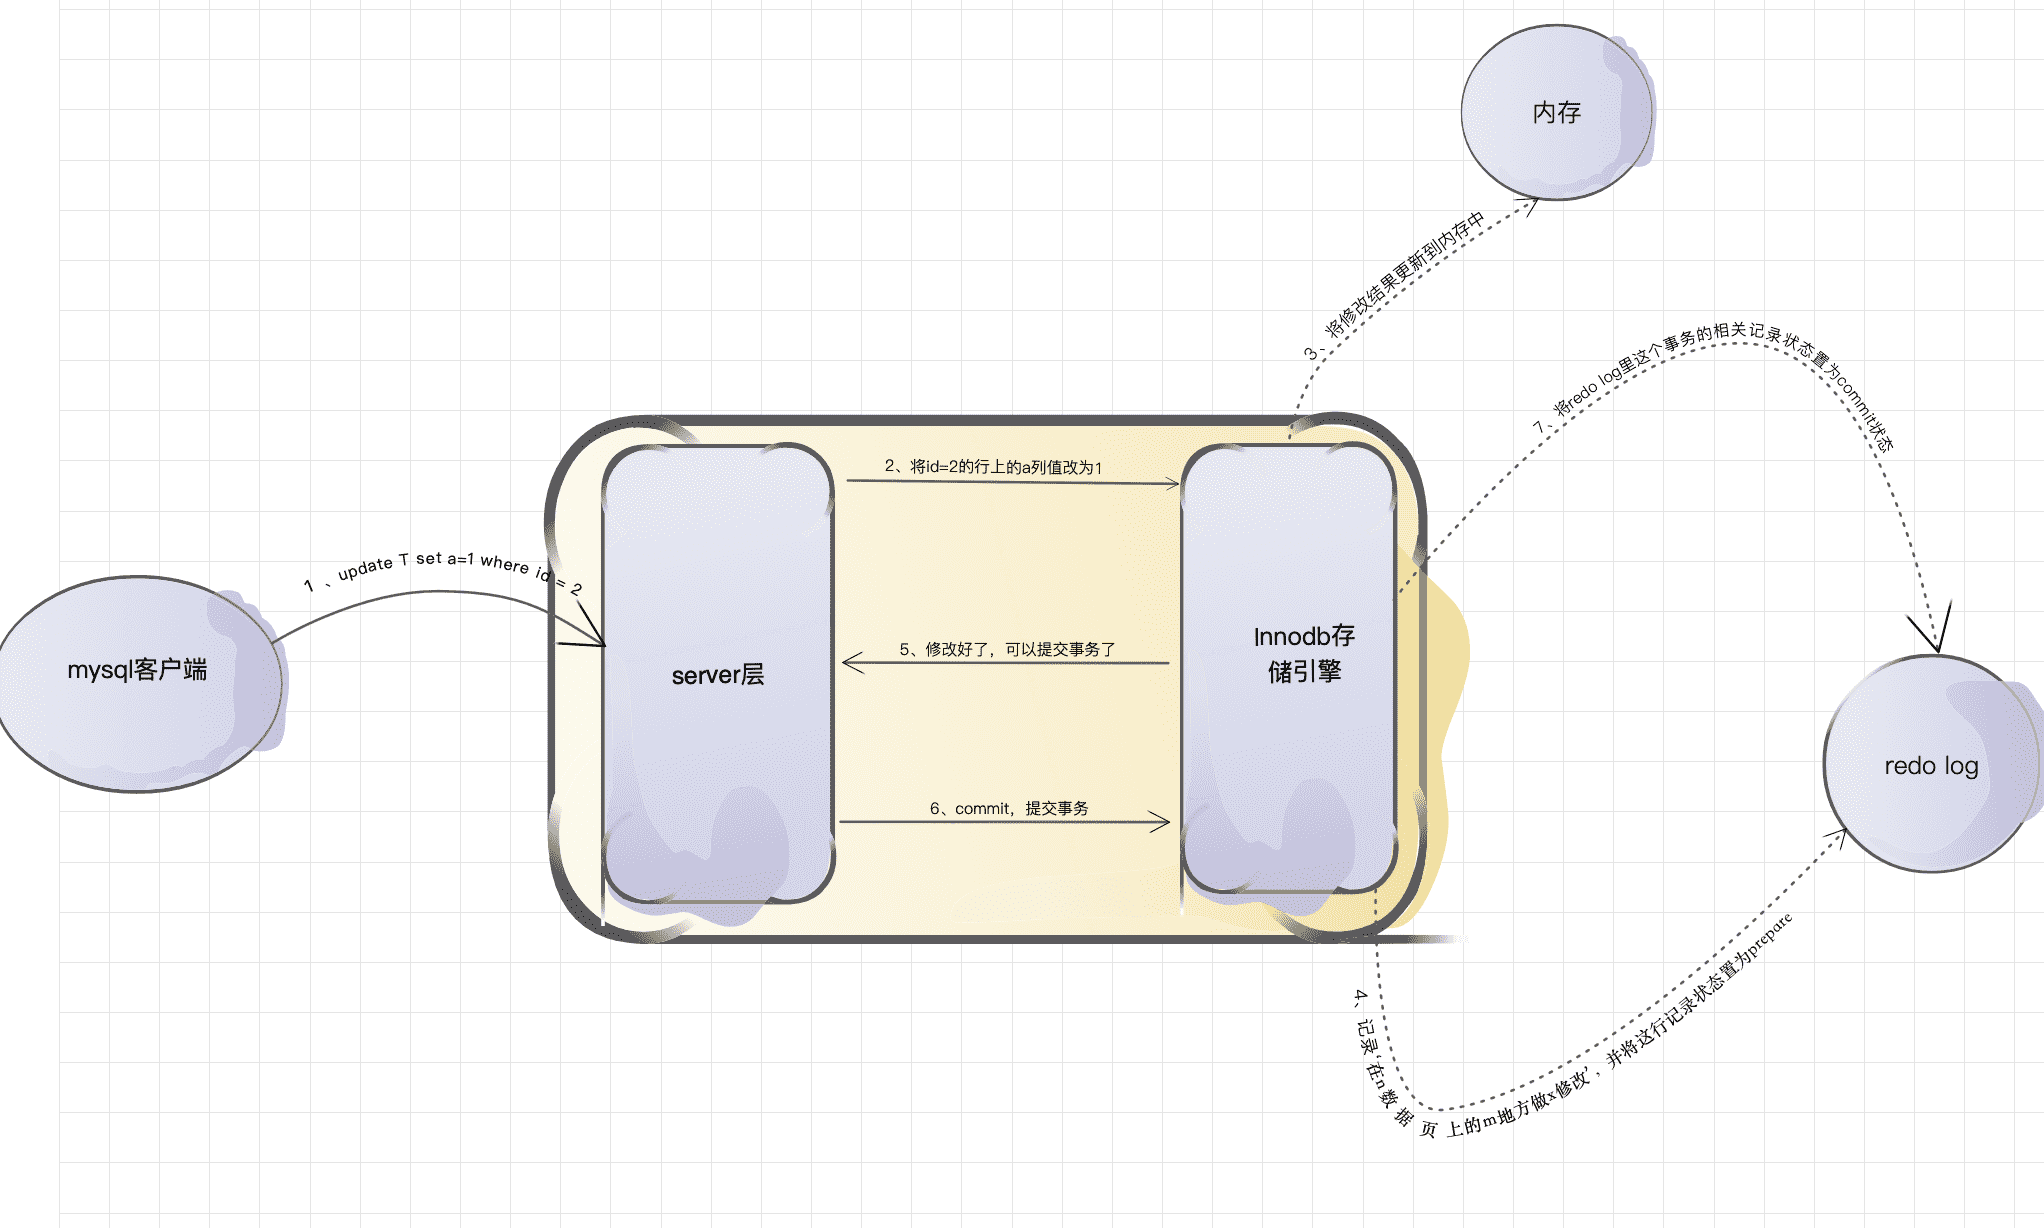 内存
3、将修改结果更新到内存中
7、将redo log里这个事务的相关记录状态置为commit状态
2、将id=2的行上的a列值改为1
1 、update T set a=1 where id = 2
mysql客户端
server层
5、修改好了，可以提交事务了
Innodb存
储引擎
redo log
6、commit，提交事务
4、记录‘在n数据页上的m地方做x修改’，并将这行记录状态置为prepare